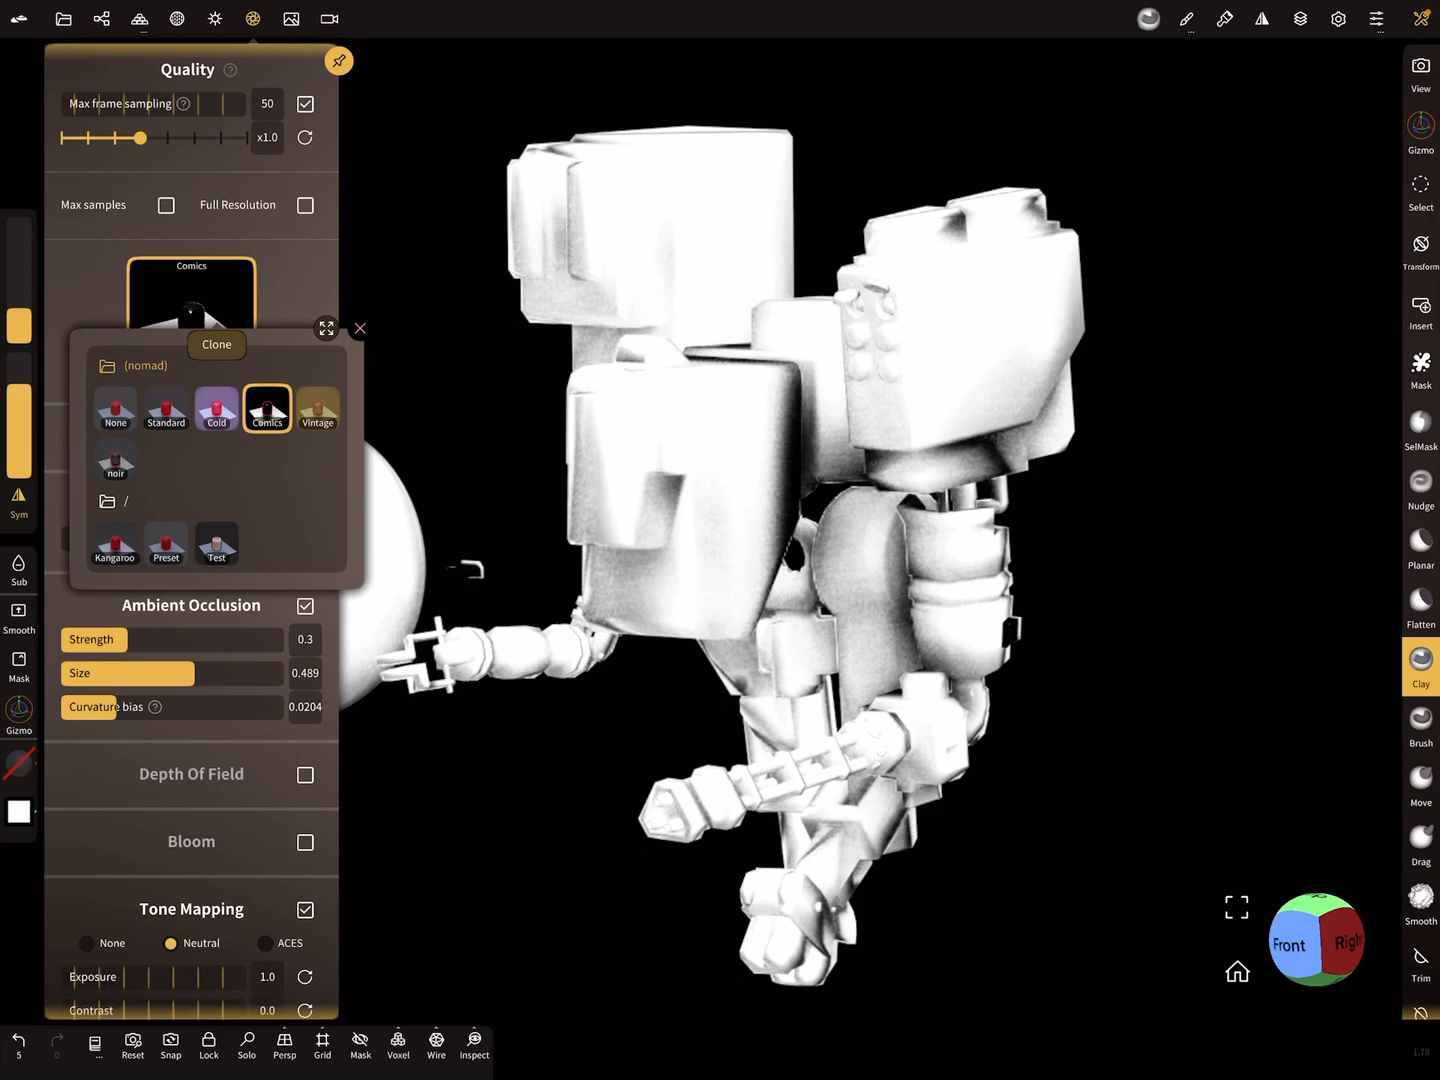 Quality
Max frame sampling 50
x1.0
Max samples Full Resolution
Comics
Clone
(nomad)
None Standard Cold Comics Vintage
noir
/
Kangaroo Preset Test
Ambient Occlusion
Strength 0.3
Size 0.489
Curvature bias 0.0204
Depth Of Field
Bloom
Tone Mapping
None Neutral ACES
Exposure 1.0
Contrast 0.0
Sym
Sub
Smooth
Mask
Gizmo
View
Gizmo
Select
Transform
Insert
Mask
SelMask
Nudge
Planar
Flatten
Clay
Brush
Move
Drag
Smooth
Trim
Front Right
5 0 ... Reset Snap Lock Solo Persp Grid Mask Voxel Wire Inspect
1.78